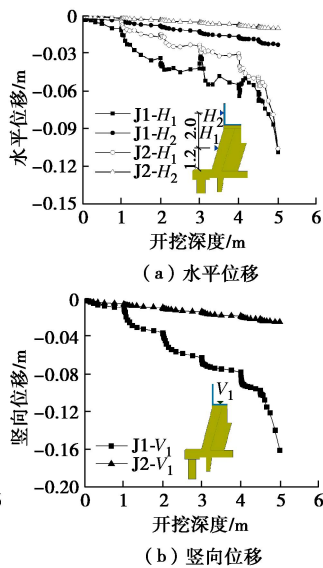 0
-0.03
-0.06
-0.09
-0.12
-0.15
水平位移/m
J1-H₁
J1-H₂
J2-H₁
J2-H₂
H₂
H₁
2.0
1.2
0 1 2 3 4 5 6
开挖深度/m
(a) 水平位移
0
-0.04
-0.08
-0.12
-0.16
-0.20
竖向位移/m
V₁
J1-V₁
J2-V₁
0 1 2 3 4 5 6
开挖深度/m
(b) 竖向位移